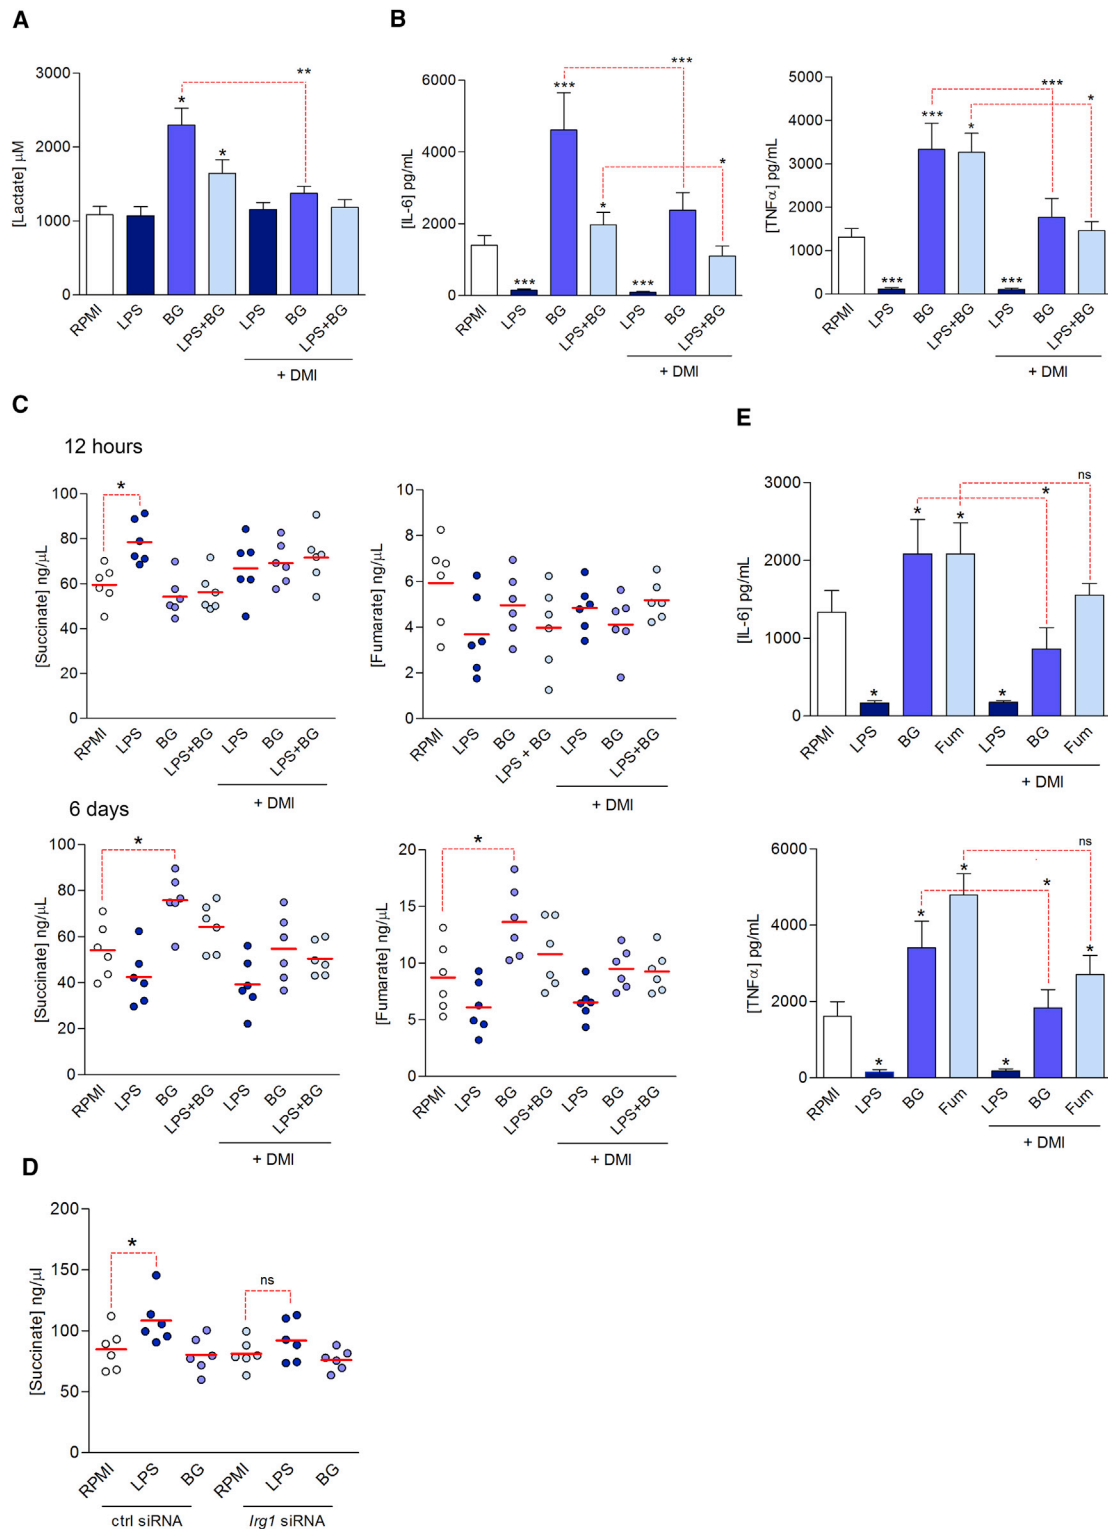 A
B
3000
2000
1000
0
[Lactate] μM
*
*
**
RPMI
LPS
BG
LPS+BG
LPS
BG
LPS+BG
+ DMI
6000
4000
2000
0
[IL-6] pg/mL
***
***
*
***
***
*
RPMI
LPS
BG
LPS+BG
LPS
BG
LPS+BG
+ DMI
5000
4000
3000
2000
1000
0
[TNFα] pg/mL
***
***
*
***
***
*
RPMI
LPS
BG
LPS+BG
LPS
BG
LPS+BG
+ DMI
C
12 hours
100
80
60
40
20
0
[Succinate] ng/μL
*
RPMI
LPS
BG
LPS+BG
LPS
BG
LPS+BG
+ DMI
10
8
6
4
2
0
[Fumarate] ng/μL
RPMI
LPS
BG
LPS + BG
LPS
BG
LPS+BG
+ DMI
6 days
100
80
60
40
20
0
[Succinate] ng/μL
*
RPMI
LPS
BG
LPS+BG
LPS
BG
LPS+BG
+ DMI
20
15
10
5
0
[Fumarate] ng/μL
*
RPMI
LPS
BG
LPS+BG
LPS
BG
LPS+BG
+ DMI
E
3000
2000
1000
0
[IL-6] pg/mL
*
*
*
*
*
ns
RPMI
LPS
BG
Fum
LPS
BG
Fum
+ DMI
6000
4000
2000
0
[TNFα] pg/mL
*
*
*
*
*
*
ns
RPMI
LPS
BG
Fum
LPS
BG
Fum
+ DMI
D
200
150
100
50
0
[Succinate] ng/μl
*
ns
RPMI
LPS
BG
RPMI
LPS
BG
ctrl siRNA
Irg1 siRNA